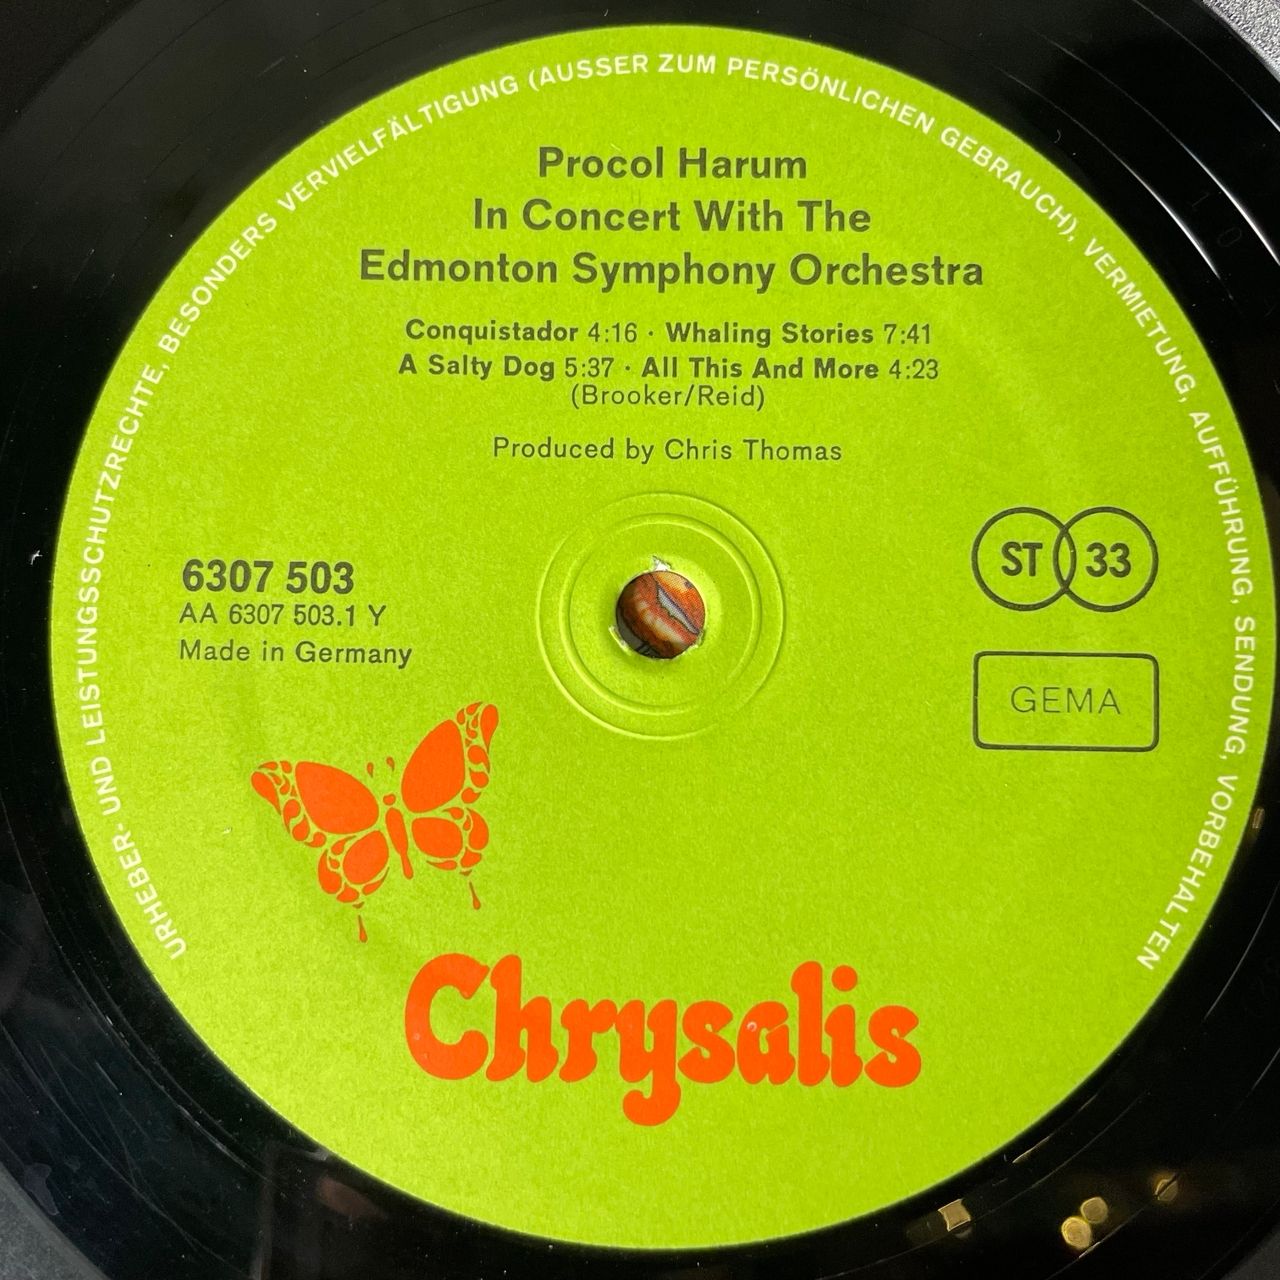 URHEBER- UND LEISTUNGSSCHUTZRECHTE, BESONDERS VERVIELFÄLTIGUNG (AUSSER ZUM PERSÖNLICHEN GEBRAUCH), VERMIETUNG, AUFFÜHRUNG, SENDUNG, VORBEHALTEN
Procol Harum
In Concert With The
Edmonton Symphony Orchestra
Conquistador 4:16 · Whaling Stories 7:41
A Salty Dog 5:37 · All This And More 4:23
(Brooker/Reid)
Produced by Chris Thomas
6307 503
AA 6307 503.1 Y
Made in Germany
ST 33
GEMA
Chrysalis